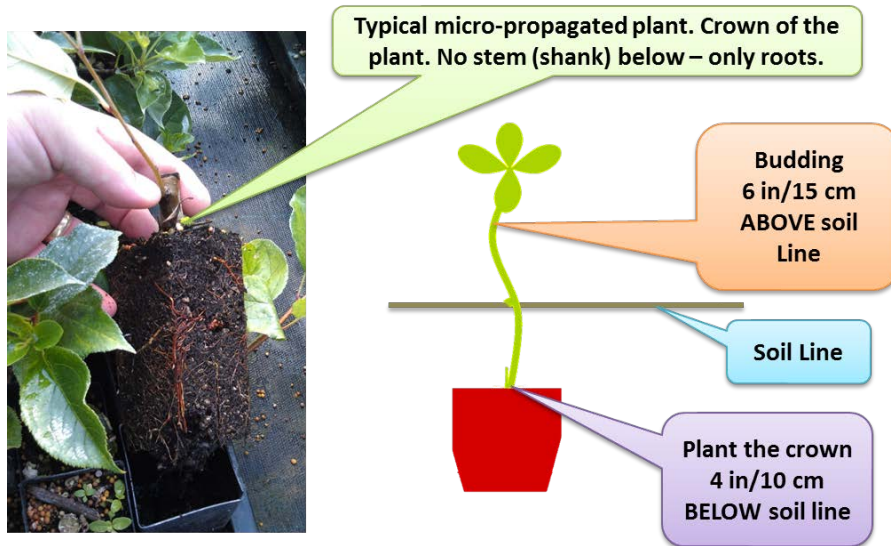 Typical micro-propagated plant. Crown of the
plant. No stem (shank) below – only roots.
Budding
6 in/15 cm
ABOVE soil
Line
Soil Line
Plant the crown
4 in/10 cm
BELOW soil line